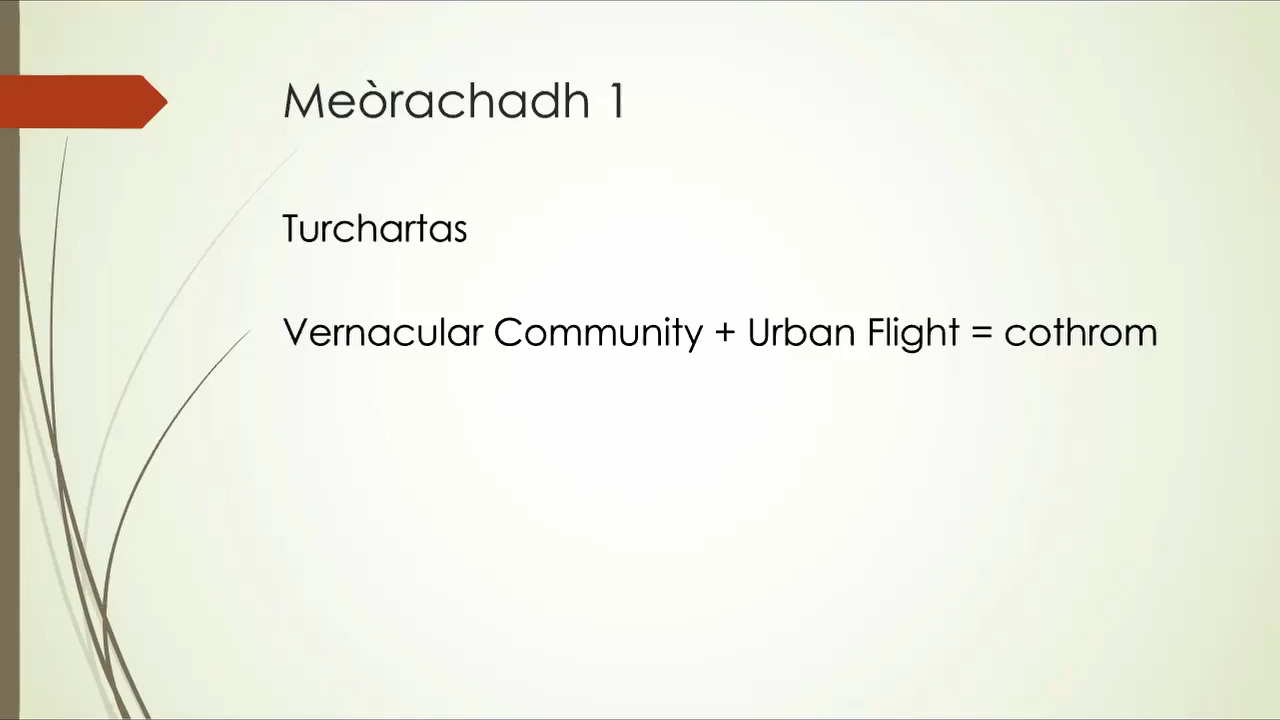 Meòrachadh 1
Turchartas
Vernacular Community + Urban Flight = cothrom